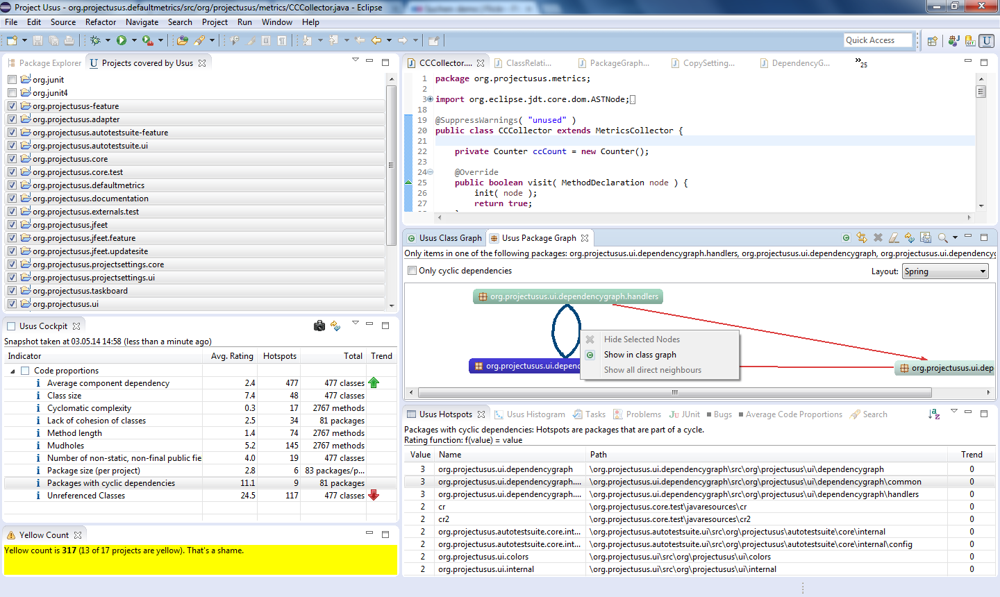 Project Usus - org.projectusus.defaultmetrics/src/org/projectusus/metrics/CCCollector.java - Eclipse
File Edit Source Refactor Navigate Search Project Run Window Help
Quick Access
Package Explorer Projects covered by Usus
org.junit
org.junit4
org.projectusus-feature
org.projectusus.adapter
org.projectusus.autotestsuite-feature
org.projectusus.autotestsuite.ui
org.projectusus.core
org.projectusus.core.test
org.projectusus.defaultmetrics
org.projectusus.documentation
org.projectusus.externals.test
org.projectusus.jfeet
org.projectusus.jfeet.feature
org.projectusus.jfeet.updatesite
org.projectusus.projectsettings.core
org.projectusus.projectsettings.ui
org.projectusus.taskboard
org.projectusus.ui
Usus Cockpit
Snapshot taken at 03.05.14 14:58 (less than a minute ago)
Indicator Avg. Rating Hotspots Total Trend
Code proportions
Average component dependency 2.4 477 477 classes
Class size 7.4 48 477 classes
Cyclomatic complexity 0.3 17 2767 methods
Lack of cohesion of classes 2.5 34 81 packages
Method length 1.4 74 2767 methods
Mudholes 5.2 145 2767 methods
Number of non-static, non-final public fie 4.0 19 477 classes
Package size (per project) 2.8 6 83 packages/p...
Packages with cyclic dependencies 11.1 9 81 packages
Unreferenced Classes 24.5 117 477 classes
Yellow Count
Yellow count is 317 (13 of 17 projects are yellow). That's a shame.
CCCollector.... ClassRelati... PackageGraph... CopySetting... DependencyG... »25
1 package org.projectusus.metrics;
2
3 import org.eclipse.jdt.core.dom.ASTNode;
18
19 @SuppressWarnings( "unused" )
20 public class CCCollector extends MetricsCollector {
21
22 private Counter ccCount = new Counter();
23
24 @Override
25 public boolean visit( MethodDeclaration node ) {
26 init( node );
27 return true;
Usus Class Graph Usus Package Graph
Only items in one of the following packages: org.projectusus.ui.dependencygraph.handlers, org.projectusus.ui.dependencygraph, org.projectusus.ui.dependency
Only cyclic dependencies Layout: Spring
org.projectusus.ui.dependencygraph.handlers
Hide Selected Nodes
Show in class graph
Show all direct neighbours
org.projectusus.ui.depend
org.projectusus.ui.dep
Usus Hotspots Usus Histogram Tasks Problems JUnit Bugs Average Code Proportions Search
Packages with cyclic dependencies: Hotspots are packages that are part of a cycle.
Rating function: f(value) = value
Value Name Path Trend
3 org.projectusus.ui.dependencygraph \org.projectusus.ui.dependencygraph\src\org\projectusus\ui\dependencygraph 0
3 org.projectusus.ui.dependencygraph.... \org.projectusus.ui.dependencygraph\src\org\projectusus\ui\dependencygraph\common 0
3 org.projectusus.ui.dependencygraph.... \org.projectusus.ui.dependencygraph\src\org\projectusus\ui\dependencygraph\handlers 0
2 cr \org.projectusus.core.test\javaresources\cr 0
2 cr2 \org.projectusus.core.test\javaresources\cr2 0
2 org.projectusus.autotestsuite.core.int... \org.projectusus.autotestsuite.ui\src\org\projectusus\autotestsuite\core\internal 0
2 org.projectusus.autotestsuite.core.int... \org.projectusus.autotestsuite.ui\src\org\projectusus\autotestsuite\core\internal\config 0
2 org.projectusus.ui.colors \org.projectusus.ui\src\org\projectusus\ui\colors 0
2 org.projectusus.ui.internal \org.projectusus.ui\src\org\projectusus\ui\internal 0